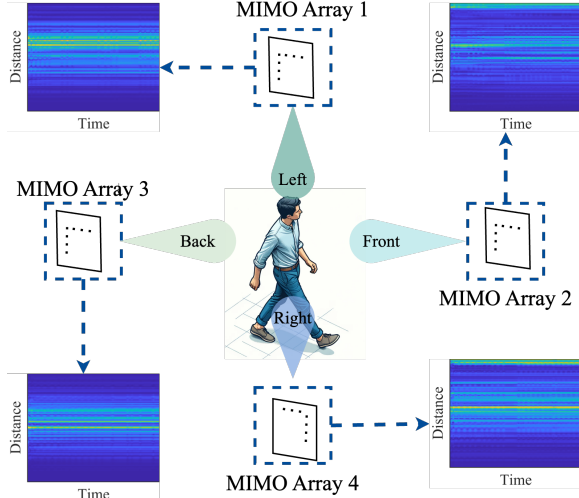 MIMO Array 1
Distance
Time
Distance
Time
Left
MIMO Array 3
Back
Front
MIMO Array 2
Right
Distance
Time
MIMO Array 4
Distance
Time